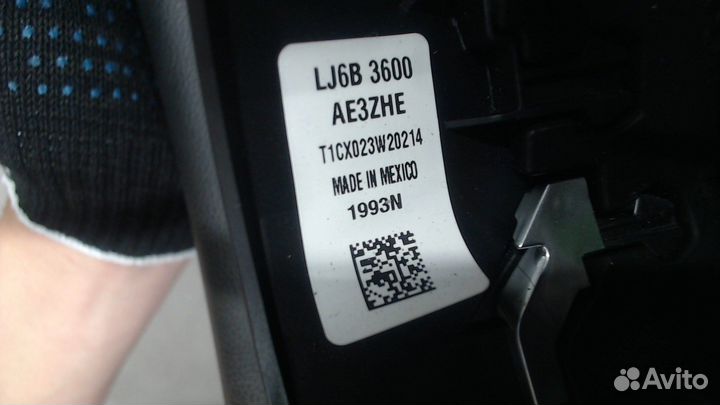 LJ6B 3600
AE3ZHE
T1CX023W20214
MADE IN MEXICO
1993N
Avito